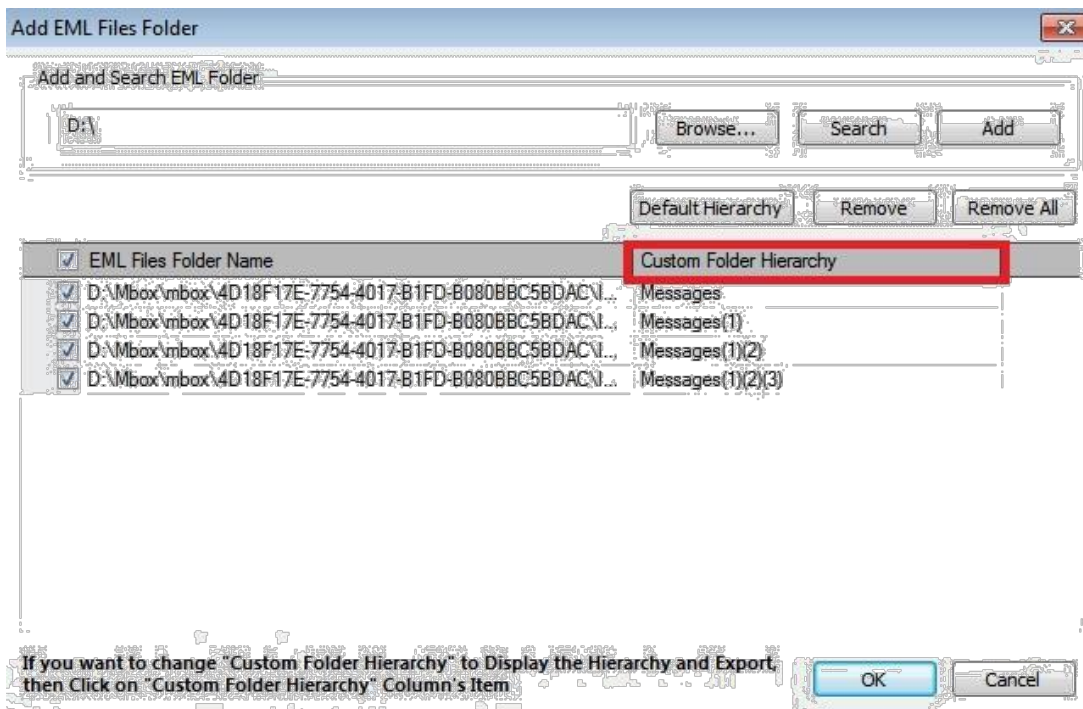 Add EML Files Folder
Add and Search EML Folder
D:\
Browse... Search Add
Default Hierarchy Remove Remove All
EML Files Folder Name Custom Folder Hierarchy
D:\Mbox\mbox\4D18F17E-7754-4017-B1FD-B080BBC5BDAC\I... Messages
D:\Mbox\mbox\4D18F17E-7754-4017-B1FD-B080BBC5BDAC\I... Messages(1)
D:\Mbox\mbox\4D18F17E-7754-4017-B1FD-B080BBC5BDAC\I... Messages(1)(2)
D:\Mbox\mbox\4D18F17E-7754-4017-B1FD-B080BBC5BDAC\I... Messages(1)(2)(3)
If you want to change "Custom Folder Hierarchy" to Display the Hierarchy and Export,
then Click on "Custom Folder Hierarchy" Column's Item
OK Cancel